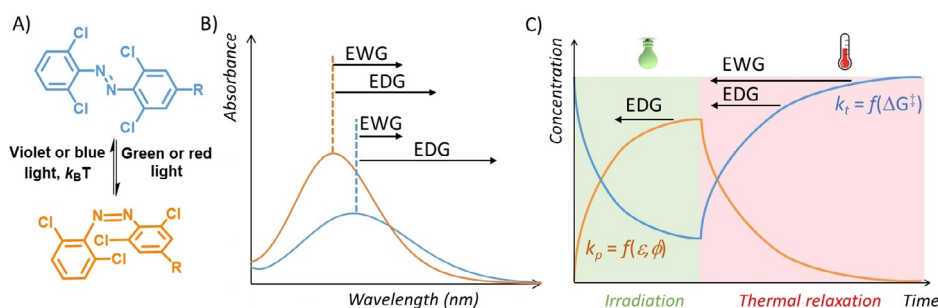 A)
Cl
Cl
N
N
Cl
Cl
R
Violet or blue
light, kBT
Green or red
light
N=N
Cl
Cl
Cl
Cl
R
B)
Absorbance
EWG
EDG
EWG
EDG
Wavelength (nm)
C)
Concentration
EWG
EDG
EDG
kt = f(ΔG‡)
kp = f(ε,ϕ)
Irradiation
Thermal relaxation
Time